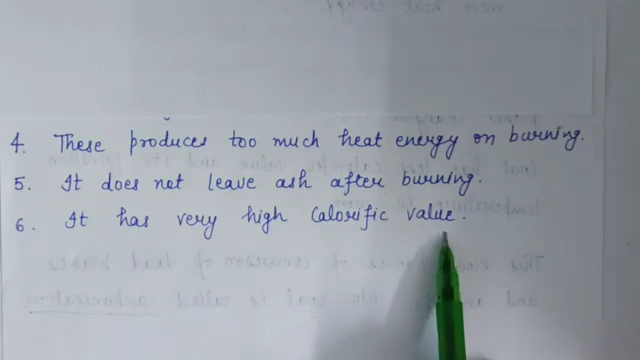 4. These produces too much heat energy on burning.
5. It does not leave ash after burning.
6. It has very high Calorific value.